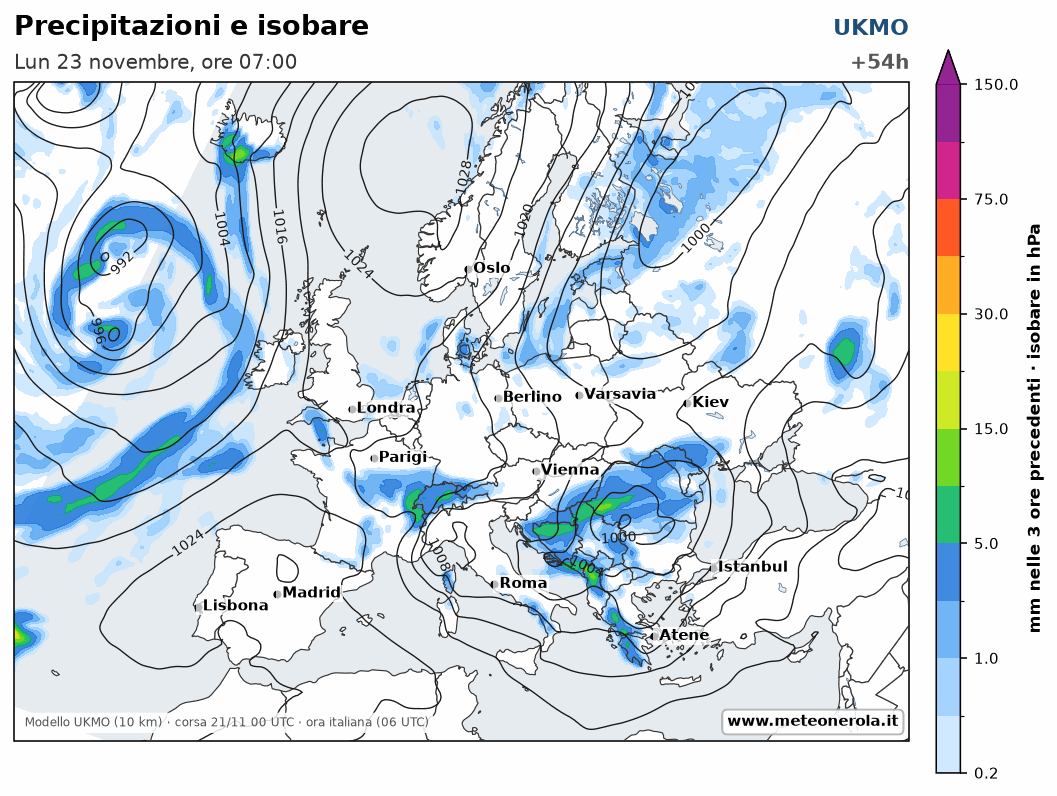 Precipitazioni e isobare
UKMO
Lun 23 novembre, ore 07:00
+54h
150.0
75.0
30.0
15.0
5.0
1.0
0.2
mm nelle 3 ore precedenti · isobare in hPa
1028
1004
1016
1020
1000
992
1024
996
Oslo
Londra
Berlino
Varsavia
Kiev
Parigi
Vienna
1024
1000
1004
008
Istanbul
Roma
Madrid
Lisbona
Atene
Modello UKMO (10 km) · corsa 21/11 00 UTC · ora italiana (06 UTC)
www.meteonerola.it